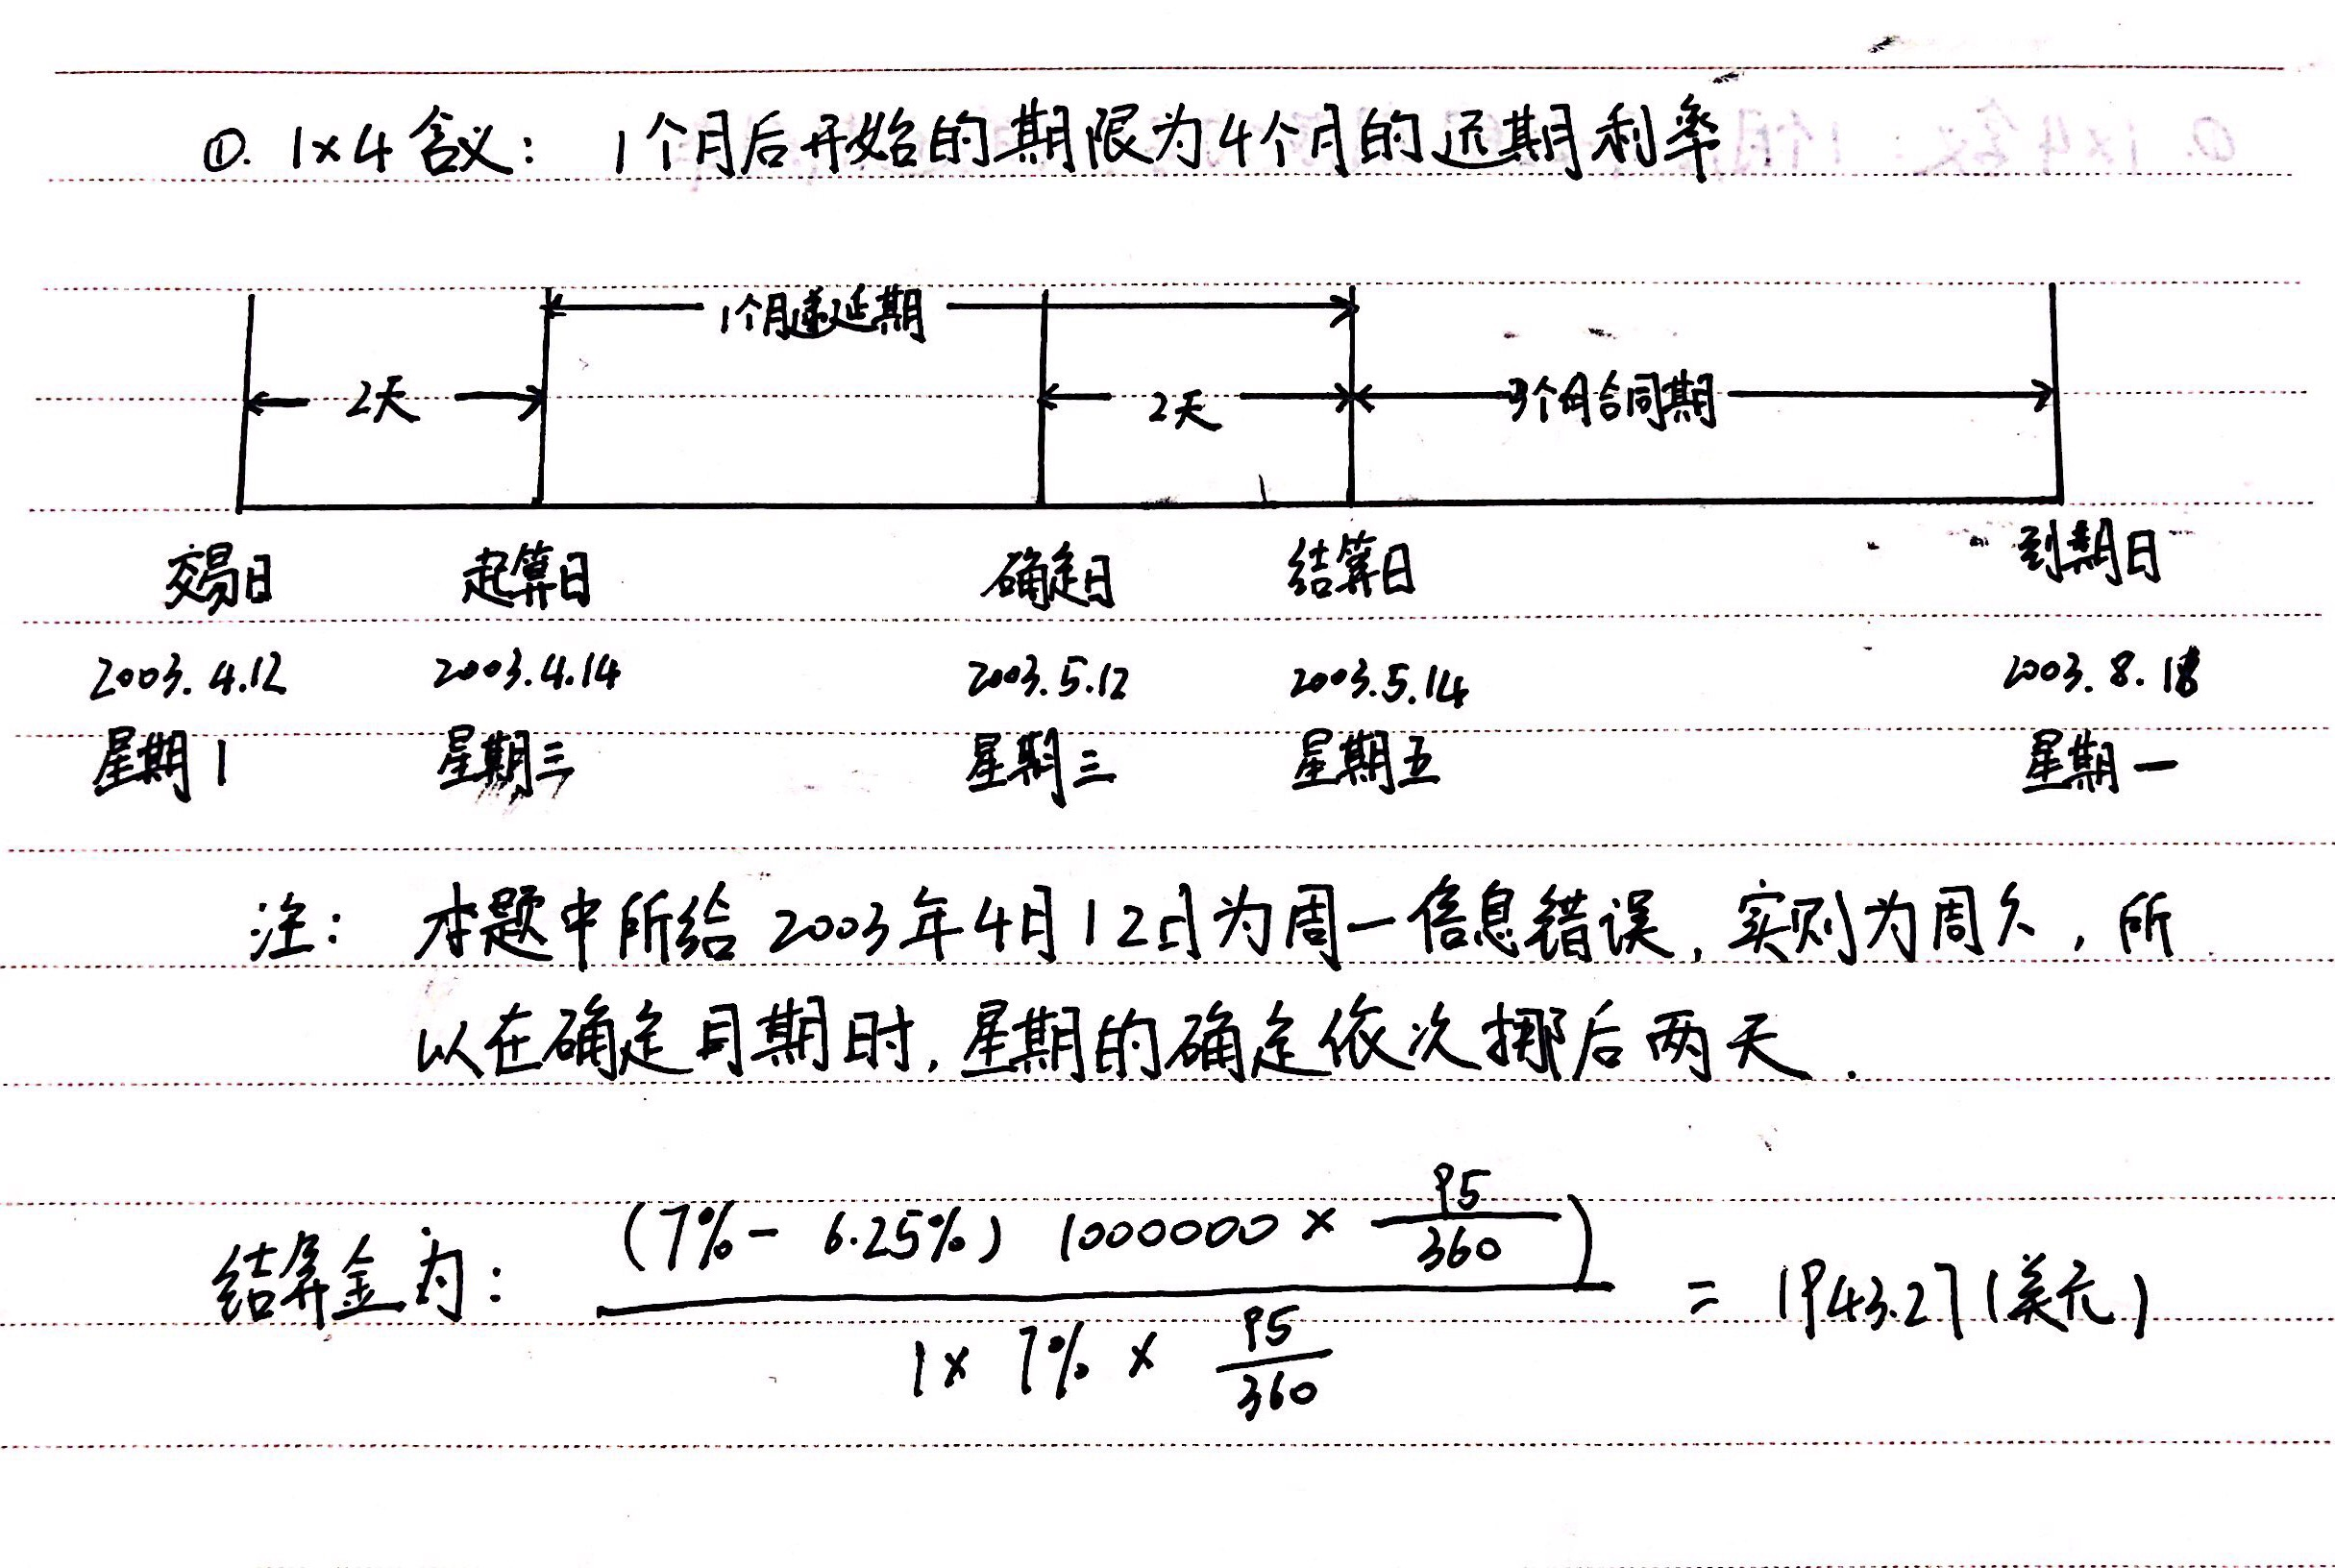 ①. 1×4含义: 1个月后开始的期限为4个月的远期利率.
1个月递延期
2天 2天 3个月合同期
交易日 起算日 确定日 结算日 到期日
2003.4.12 2003.4.14 2003.5.12 2003.5.14 2003.8.18
星期1 星期三 星期三 星期五 星期一
注: 本题中所给2003年4月12日为周一信息错误,实则为周六,所
以在确定日期时,星期的确定依次挪后两天.
结算金为: (7%- 6.25%) 1000000 × 95/360 )
= 1943.27(美元)
1× 7% × 95/360